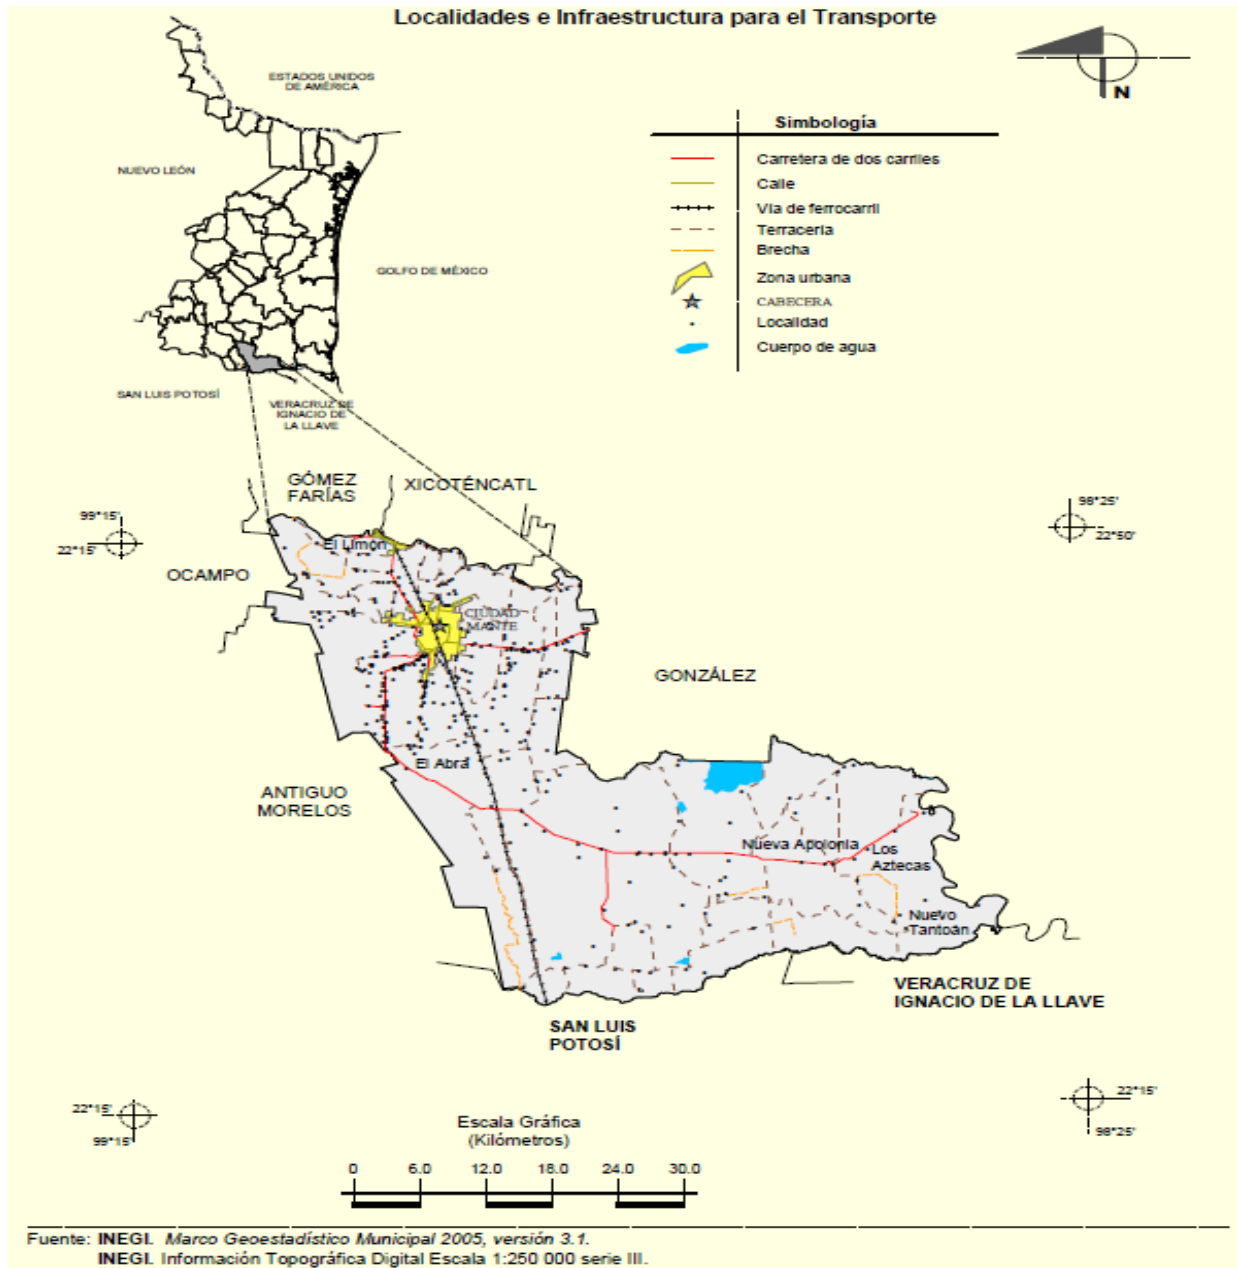 Localidades e Infraestructura para el Transporte
ESTADOS UNIDOS
DE AMÉRICA
N
Simbología
Carretera de dos carriles
Calle
Vía de ferrocarril
Terracería
Brecha
Zona urbana
CABECERA
Localidad
Cuerpo de agua
NUEVO LEÓN
GOLFO DE MÉXICO
SAN LUIS POTOSÍ
VERACRUZ DE
IGNACIO DE
LA LLAVE
GÓMEZ
FARÍAS
XICOTÉNCATL
99°15'
22°15'
98°25'
22°50'
El Limón
OCAMPO
CIUDAD
MANTE
GONZÁLEZ
El Abra
ANTIGUO
MORELOS
Nueva Apolonia
Los
Aztecas
Nuevo
Tantoán
VERACRUZ DE
IGNACIO DE LA LLAVE
SAN LUIS
POTOSÍ
22°15'
99°15'
22°15'
98°25'
Escala Gráfica
(Kilómetros)
0 6.0 12.0 18.0 24.0 30.0
Fuente: INEGI. Marco Geoestadístico Municipal 2005, versión 3.1.
INEGI. Información Topográfica Digital Escala 1:250 000 serie III.